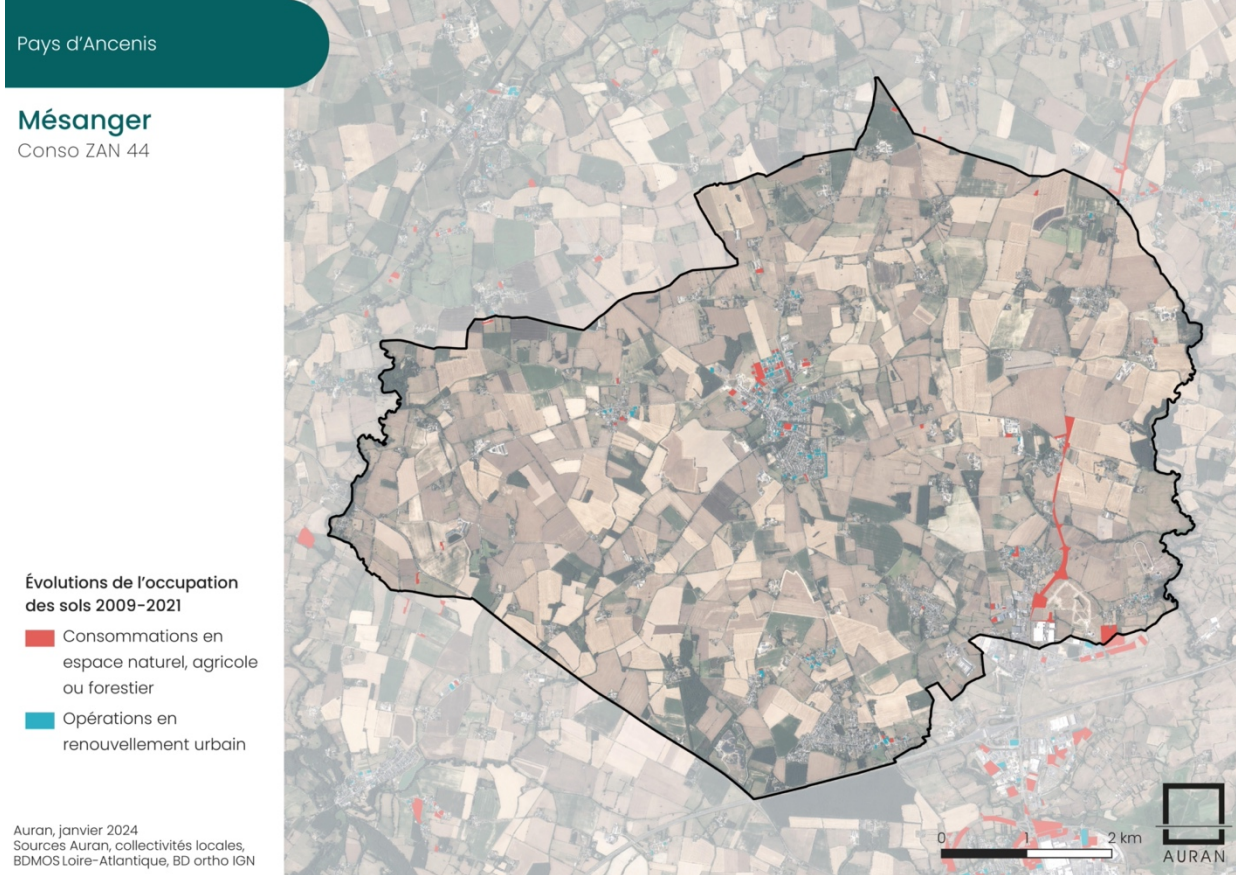 Pays d'Ancenis
Mésanger
Conso ZAN 44
Évolutions de l'occupation
des sols 2009-2021
Consommations en
espace naturel, agricole
ou forestier
Opérations en
renouvellement urbain
Auran, janvier 2024
Sources Auran, collectivités locales,
BDMOS Loire-Atlantique, BD ortho IGN
0 1 2 km
AURAN